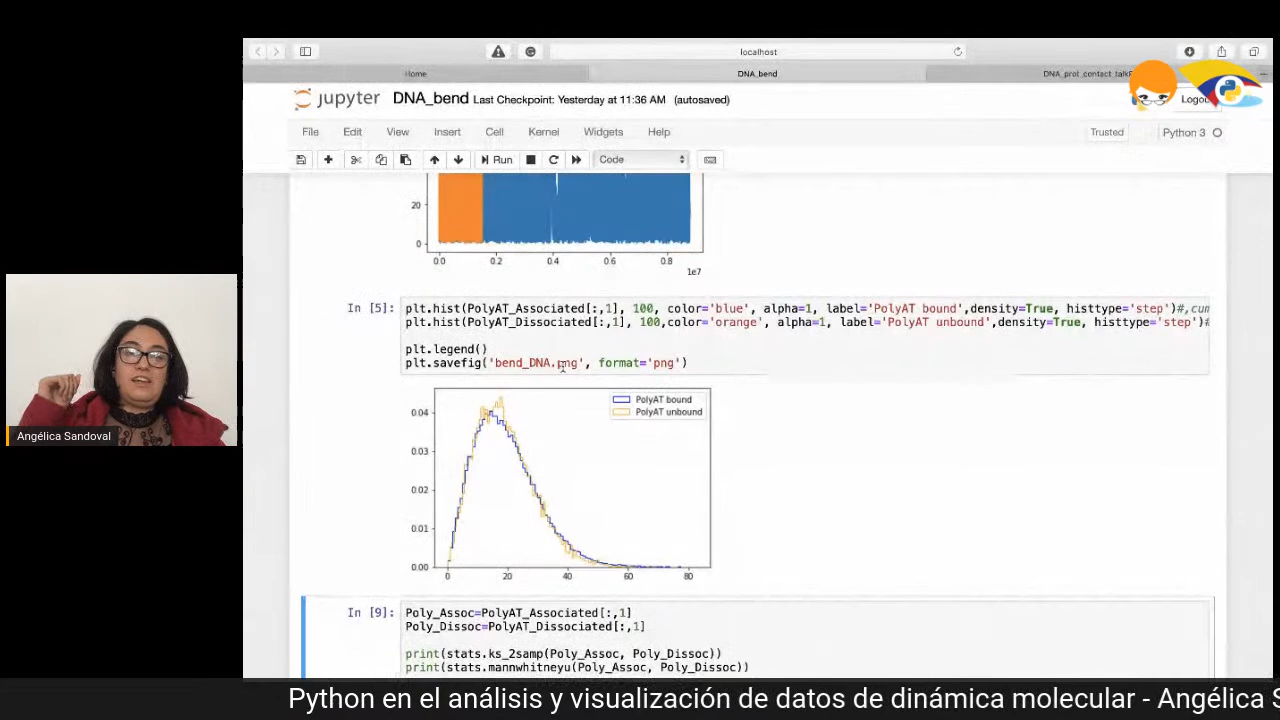 localhost
Home
DNA_bend
DNA_prot_contact_talk
jupyter
DNA_bend Last Checkpoint: Yesterday at 11:36 AM (autosaved)
Logou
File Edit View Insert Cell Kernel Widgets Help
Trusted
Python 3
Run
Code
20
0
0.0 0.2 0.4 0.6 0.8
1e7
In [5]:
plt.hist(PolyAT_Associated[:,1], 100, color='blue', alpha=1, label='PolyAT bound',density=True, histtype='step')#,cum
plt.hist(PolyAT_Dissociated[:,1], 100,color='orange', alpha=1, label='PolyAT unbound',density=True, histtype='step')#
plt.legend()
plt.savefig('bend_DNA.png', format='png')
PolyAT bound
PolyAT unbound
0.04
0.03
0.02
0.01
0.00
0 20 40 60 80
Angélica Sandoval
In [9]:
Poly_Assoc=PolyAT_Associated[:,1]
Poly_Dissoc=PolyAT_Dissociated[:,1]
print(stats.ks_2samp(Poly_Assoc, Poly_Dissoc))
print(stats.mannwhitneyu(Poly_Assoc, Poly_Dissoc))
Python en el análisis y visualización de datos de dinámica molecular - Angélica S